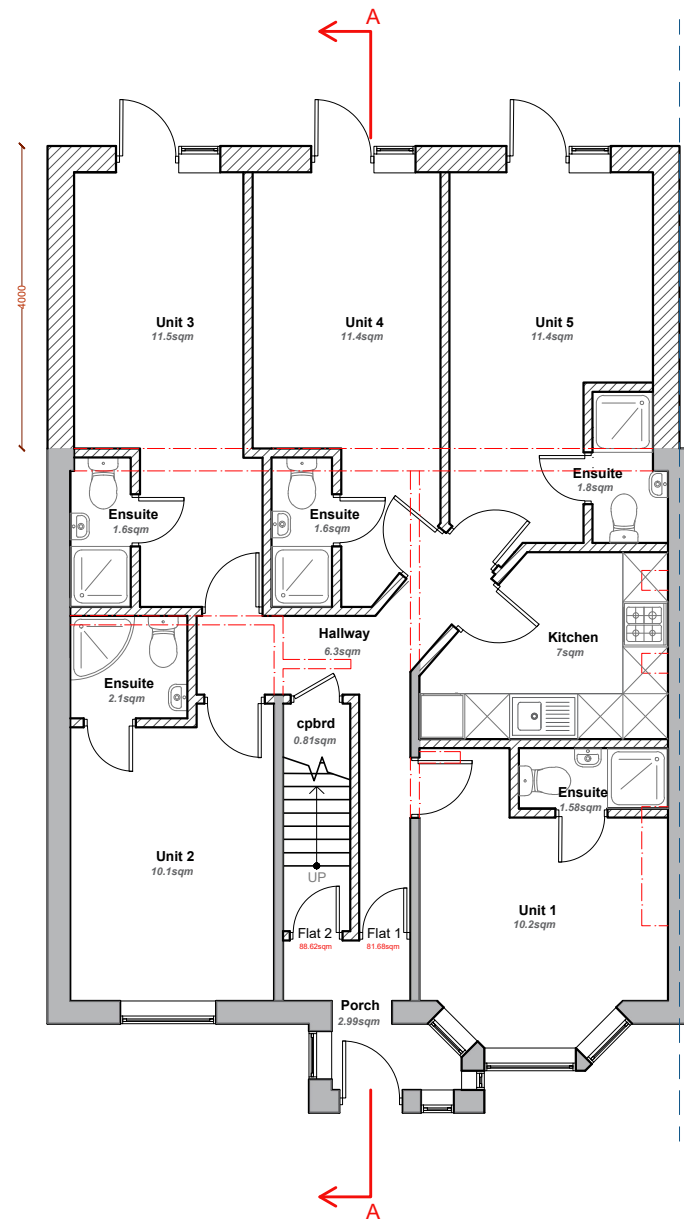 A
4000
Unit 3
11.5sqm
Unit 4
11.4sqm
Unit 5
11.4sqm
Ensuite
1.6sqm
Ensuite
1.6sqm
Ensuite
1.8sqm
Hallway
6.3sqm
Kitchen
7sqm
Ensuite
2.1sqm
cpbrd
0.81sqm
Ensuite
1.58sqm
Unit 2
10.1sqm
UP
Unit 1
10.2sqm
Flat 2
88.62sqm
Flat 1
81.68sqm
Porch
2.99sqm
A